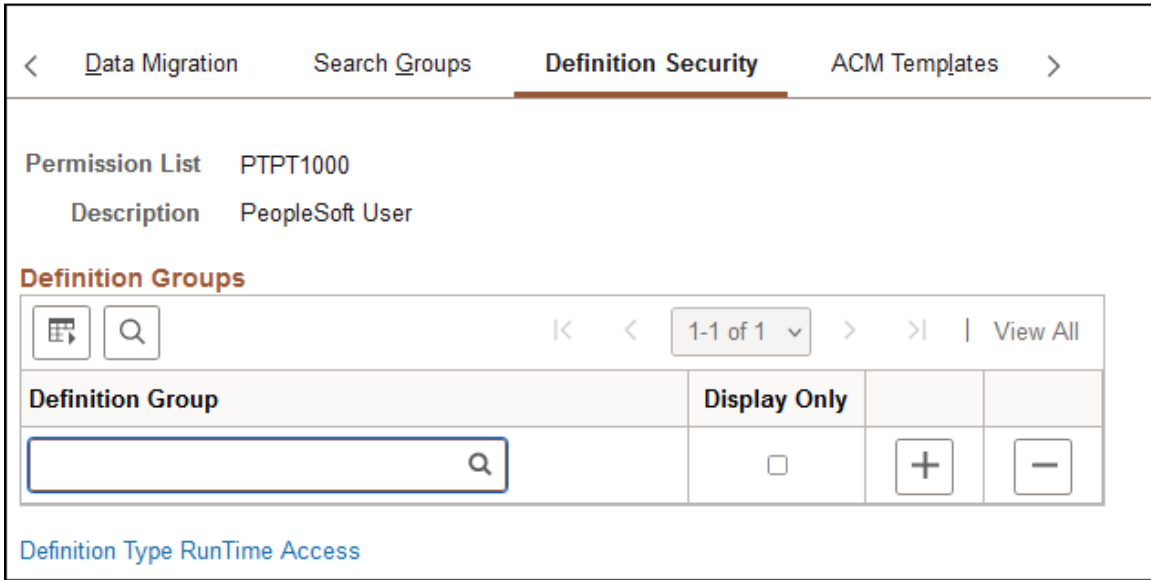 Data Migration Search Groups Definition Security ACM Templates
Permission List PTPT1000
Description PeopleSoft User
Definition Groups
1-1 of 1 | View All
Definition Group Display Only
Definition Type RunTime Access